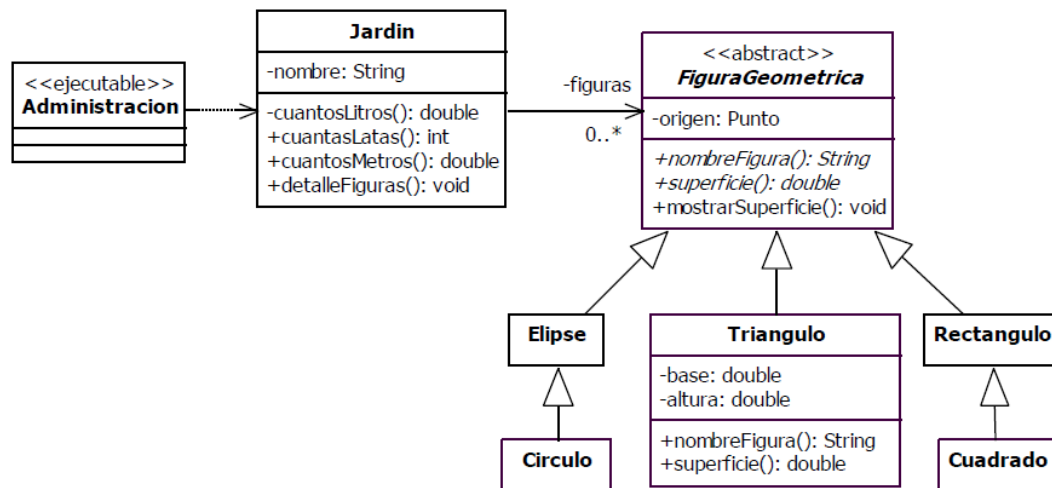 <<ejecutable>>
Administracion
Jardin
-nombre: String
-cuantosLitros(): double
+cuantasLatas(): int
+cuantosMetros(): double
+detalleFiguras(): void
-figuras
0..*
<<abstract>>
FiguraGeometrica
-origen: Punto
+nombreFigura(): String
+superficie(): double
+mostrarSuperficie(): void
Elipse
Triangulo
-base: double
-altura: double
+nombreFigura(): String
+superficie(): double
Rectangulo
Circulo
Cuadrado